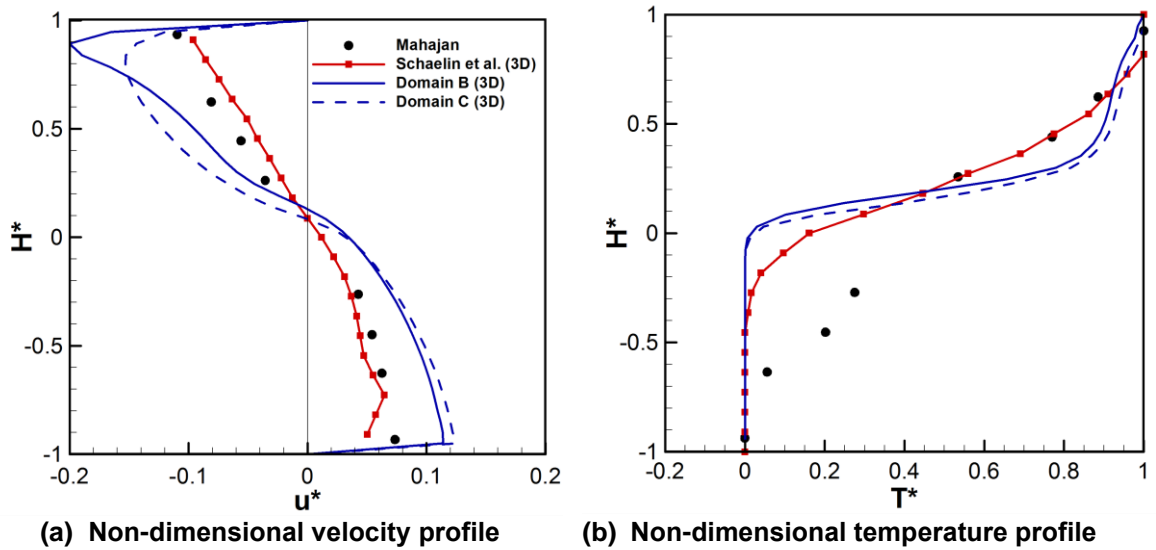 H*
1
0.5
0
-0.5
-1
-0.2
-0.1
0
0.1
0.2
u*
Mahajan
Schaelin et al. (3D)
Domain B (3D)
Domain C (3D)
(a) Non-dimensional velocity profile
H*
1
0.5
0
-0.5
-1
-0.2
0
0.2
0.4
0.6
0.8
1
T*
(b) Non-dimensional temperature profile